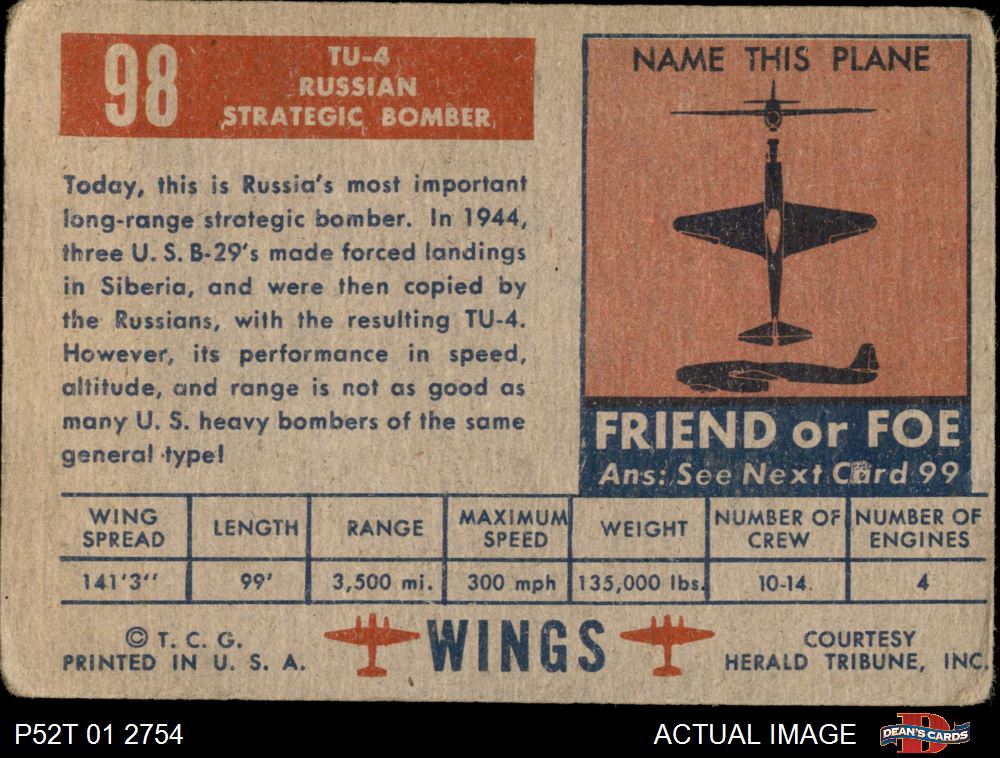 98
TU-4
RUSSIAN
STRATEGIC BOMBER
Today, this is Russia's most important
long-range strategic bomber. In 1944,
three U. S. B-29's made forced landings
in Siberia, and were then copied by
the Russians, with the resulting TU-4.
However, its performance in speed,
altitude, and range is not as good as
many U. S. heavy bombers of the same
general type!
NAME THIS PLANE
FRIEND or FOE
Ans: See Next Card 99
WING SPREAD
LENGTH
RANGE
MAXIMUM SPEED
WEIGHT
NUMBER OF CREW
NUMBER OF ENGINES
141'3''
99'
3,500 mi.
300 mph
135,000 lbs.
10-14
4
© T. C. G.
PRINTED IN U. S. A.
WINGS
COURTESY
HERALD TRIBUNE, INC.
P52T 01 2754
ACTUAL IMAGE
D
DEAN'S CARDS